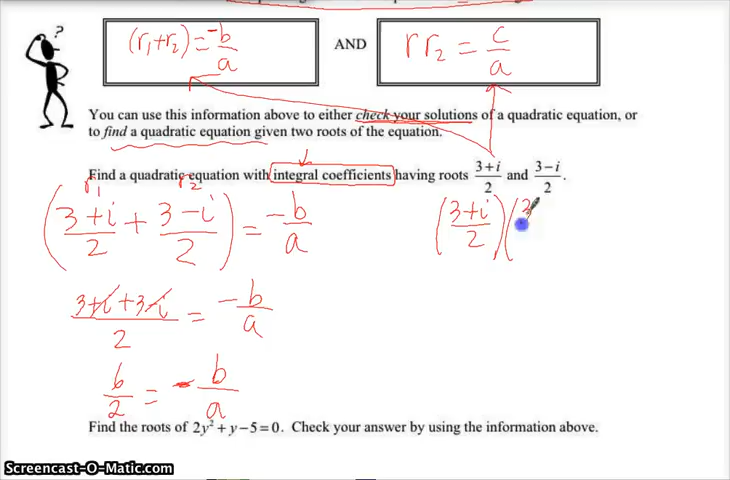 ?
(r₁+r₂) = -b/a AND r r₂ = c/a
You can use this information above to either check your solutions of a quadratic equation, or
to find a quadratic equation given two roots of the equation.
Find a quadratic equation with integral coefficients having roots (3+i)/2 and (3−i)/2.
r₁ r₂
(3+i/2 + 3-i/2) = -b/a (3+i/2)(3
3+i+3-i/2 = -b/a
6/2 = -b/a
Find the roots of 2y² + y − 5 = 0. Check your answer by using the information above.
Screencast-O-Matic.com